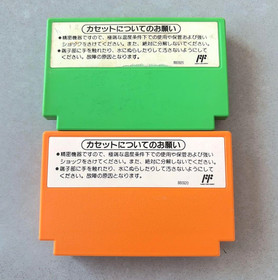 カセットについてのお願い
●精密機器ですので、極端な温度条件下での使用や保管および強い
ショックをさけてください。また、絶対に分解しないでください。
●端子部に手を触れたり、水にぬらしたりして汚さないようにして
ください。故障の原因となります。
カセットについてのお願い
●精密機器ですので、極端な温度条件下での使用や保管および強い
ショックをさけてください。また、絶対に分解しないでください。
●端子部に手を触れたり、水にぬらしたりして汚さないようにして
ください。故障の原因となります。